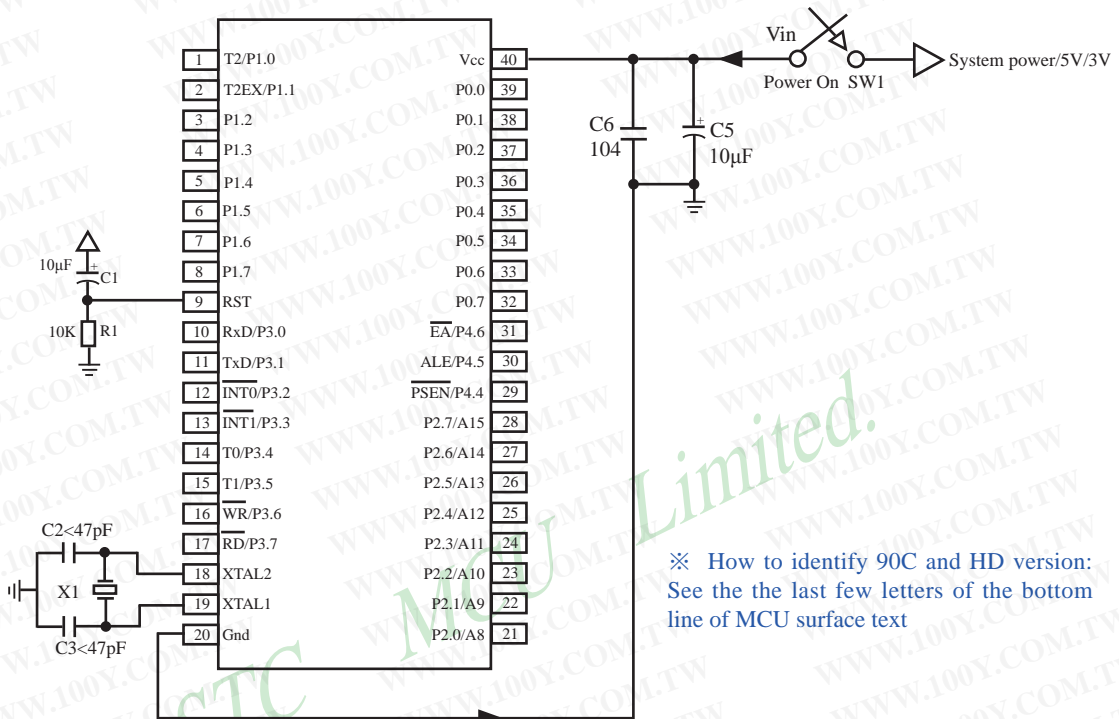 1 T2/P1.0
2 T2EX/P1.1
3 P1.2
4 P1.3
5 P1.4
6 P1.5
7 P1.6
8 P1.7
9 RST
10 RxD/P3.0
11 TxD/P3.1
12 INT0/P3.2
13 INT1/P3.3
14 T0/P3.4
15 T1/P3.5
16 WR/P3.6
17 RD/P3.7
18 XTAL2
19 XTAL1
20 Gnd
Vcc 40
P0.0 39
P0.1 38
P0.2 37
P0.3 36
P0.4 35
P0.5 34
P0.6 33
P0.7 32
EA/P4.6 31
ALE/P4.5 30
PSEN/P4.4 29
P2.7/A15 28
P2.6/A14 27
P2.5/A13 26
P2.4/A12 25
P2.3/A11 24
P2.2/A10 23
P2.1/A9 22
P2.0/A8 21
10μF + C1
10K R1
C2<47pF
X1
C3<47pF
Vin
Power On SW1
System power/5V/3V
C6
104
+
C5
10μF
※ How to identify 90C and HD version:
See the the last few letters of the bottom
line of MCU surface text
STC MCU Limited.
WWW.100Y.COM.TW